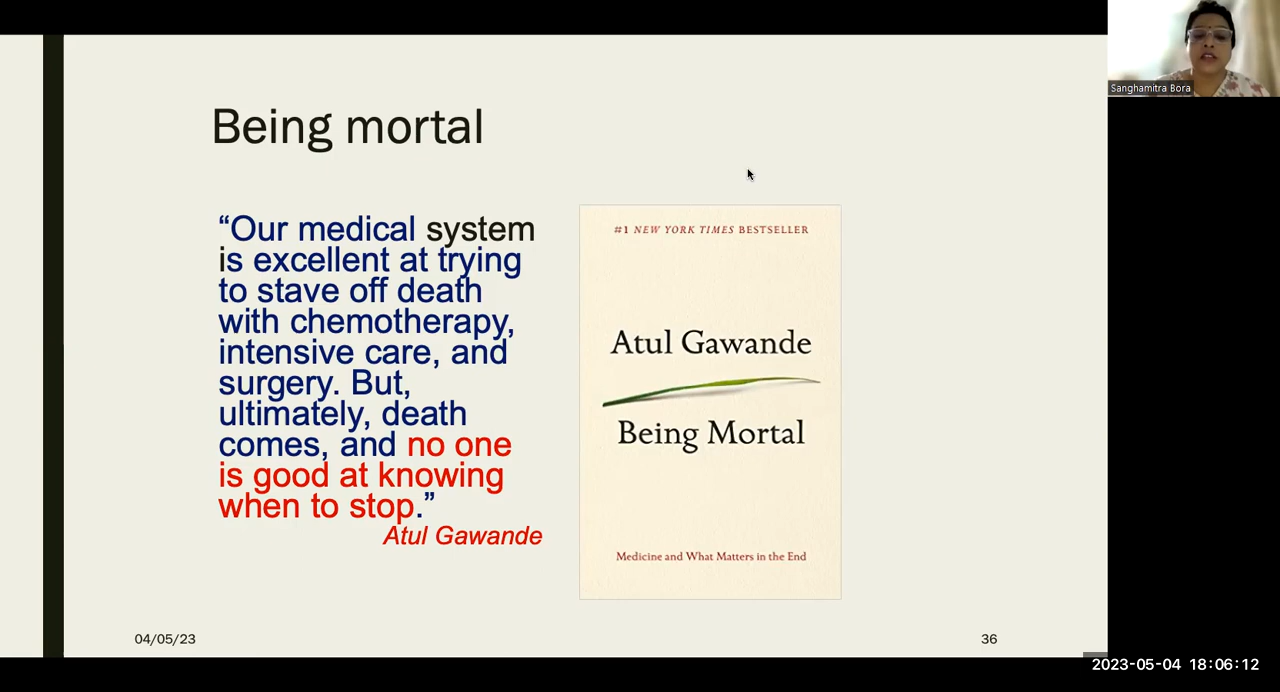 Sanghamitra Bora
Being mortal
“Our medical system
is excellent at trying
to stave off death
with chemotherapy,
intensive care, and
surgery. But,
ultimately, death
comes, and no one
is good at knowing
when to stop.”
Atul Gawande
#1 NEW YORK TIMES BESTSELLER
Atul Gawande
Being Mortal
Medicine and What Matters in the End
04/05/23
36
2023-05-04 18:06:12